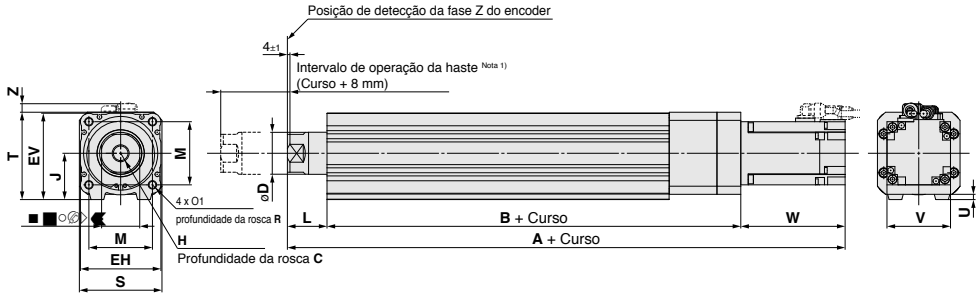 Posição de detecção da fase Z do encoder
4±1
Intervalo de operação da haste Nota 1)
(Curso + 8 mm)
Z
T
EV
J
M
øD
4 x O1
profundidade da rosca R
H
Profundidade da rosca C
M
EH
S
L
B + Curso
W
A + Curso
V
U